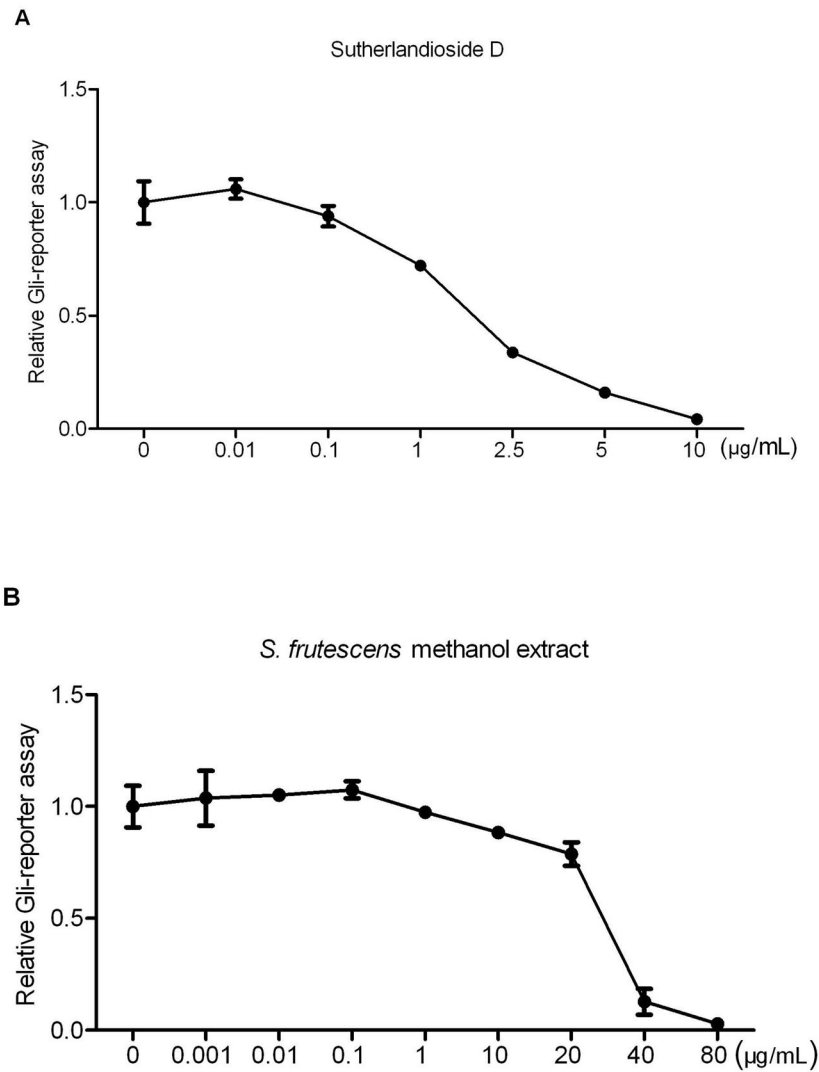 A
Sutherlandioside D
Relative Gli-reporter assay
1.5
1.0
0.5
0.0
0 0.01 0.1 1 2.5 5 10 (µg/mL)
B
S. frutescens methanol extract
Relative Gli-reporter assay
1.5
1.0
0.5
0.0
0 0.001 0.01 0.1 1 10 20 40 80 (µg/mL)